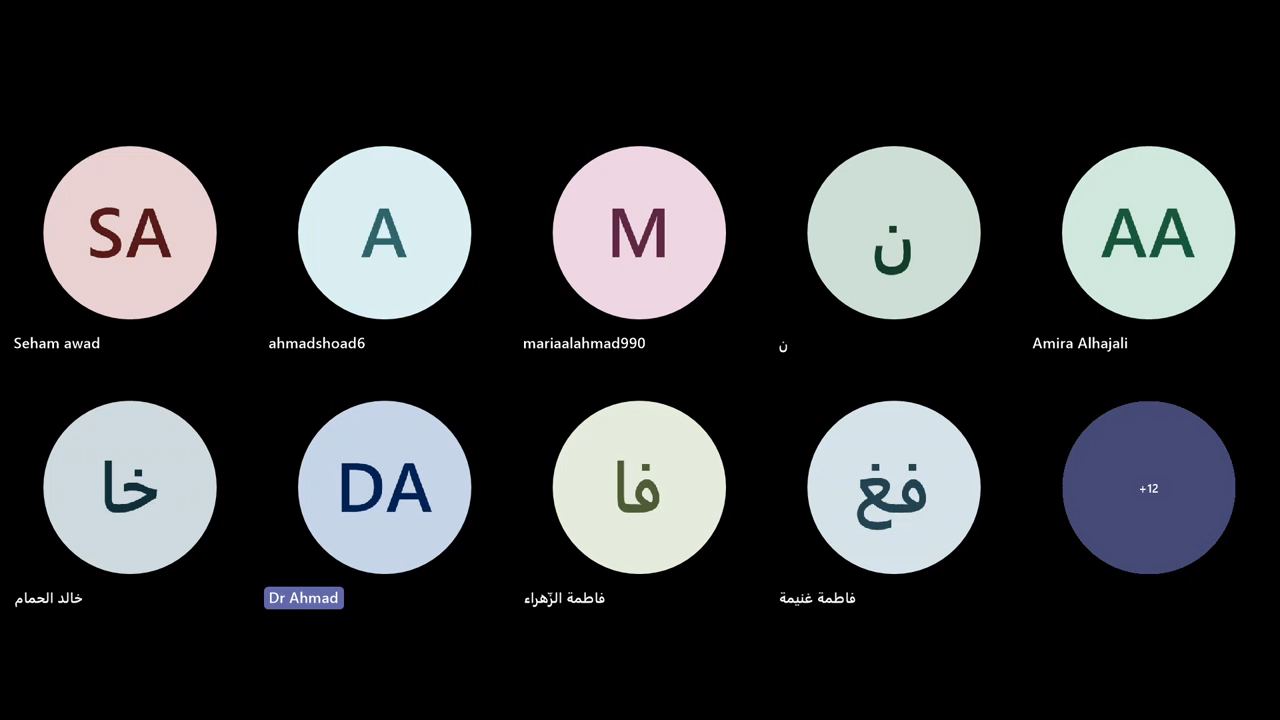 SA
A
M
ن
AA
Seham awad
ahmadshoad6
mariaalahmad990
ن
Amira Alhajali
خا
DA
فا
فغ
+12
خالد الحمام
Dr Ahmad
فاطمة الزّهراء
فاطمة غنيمة